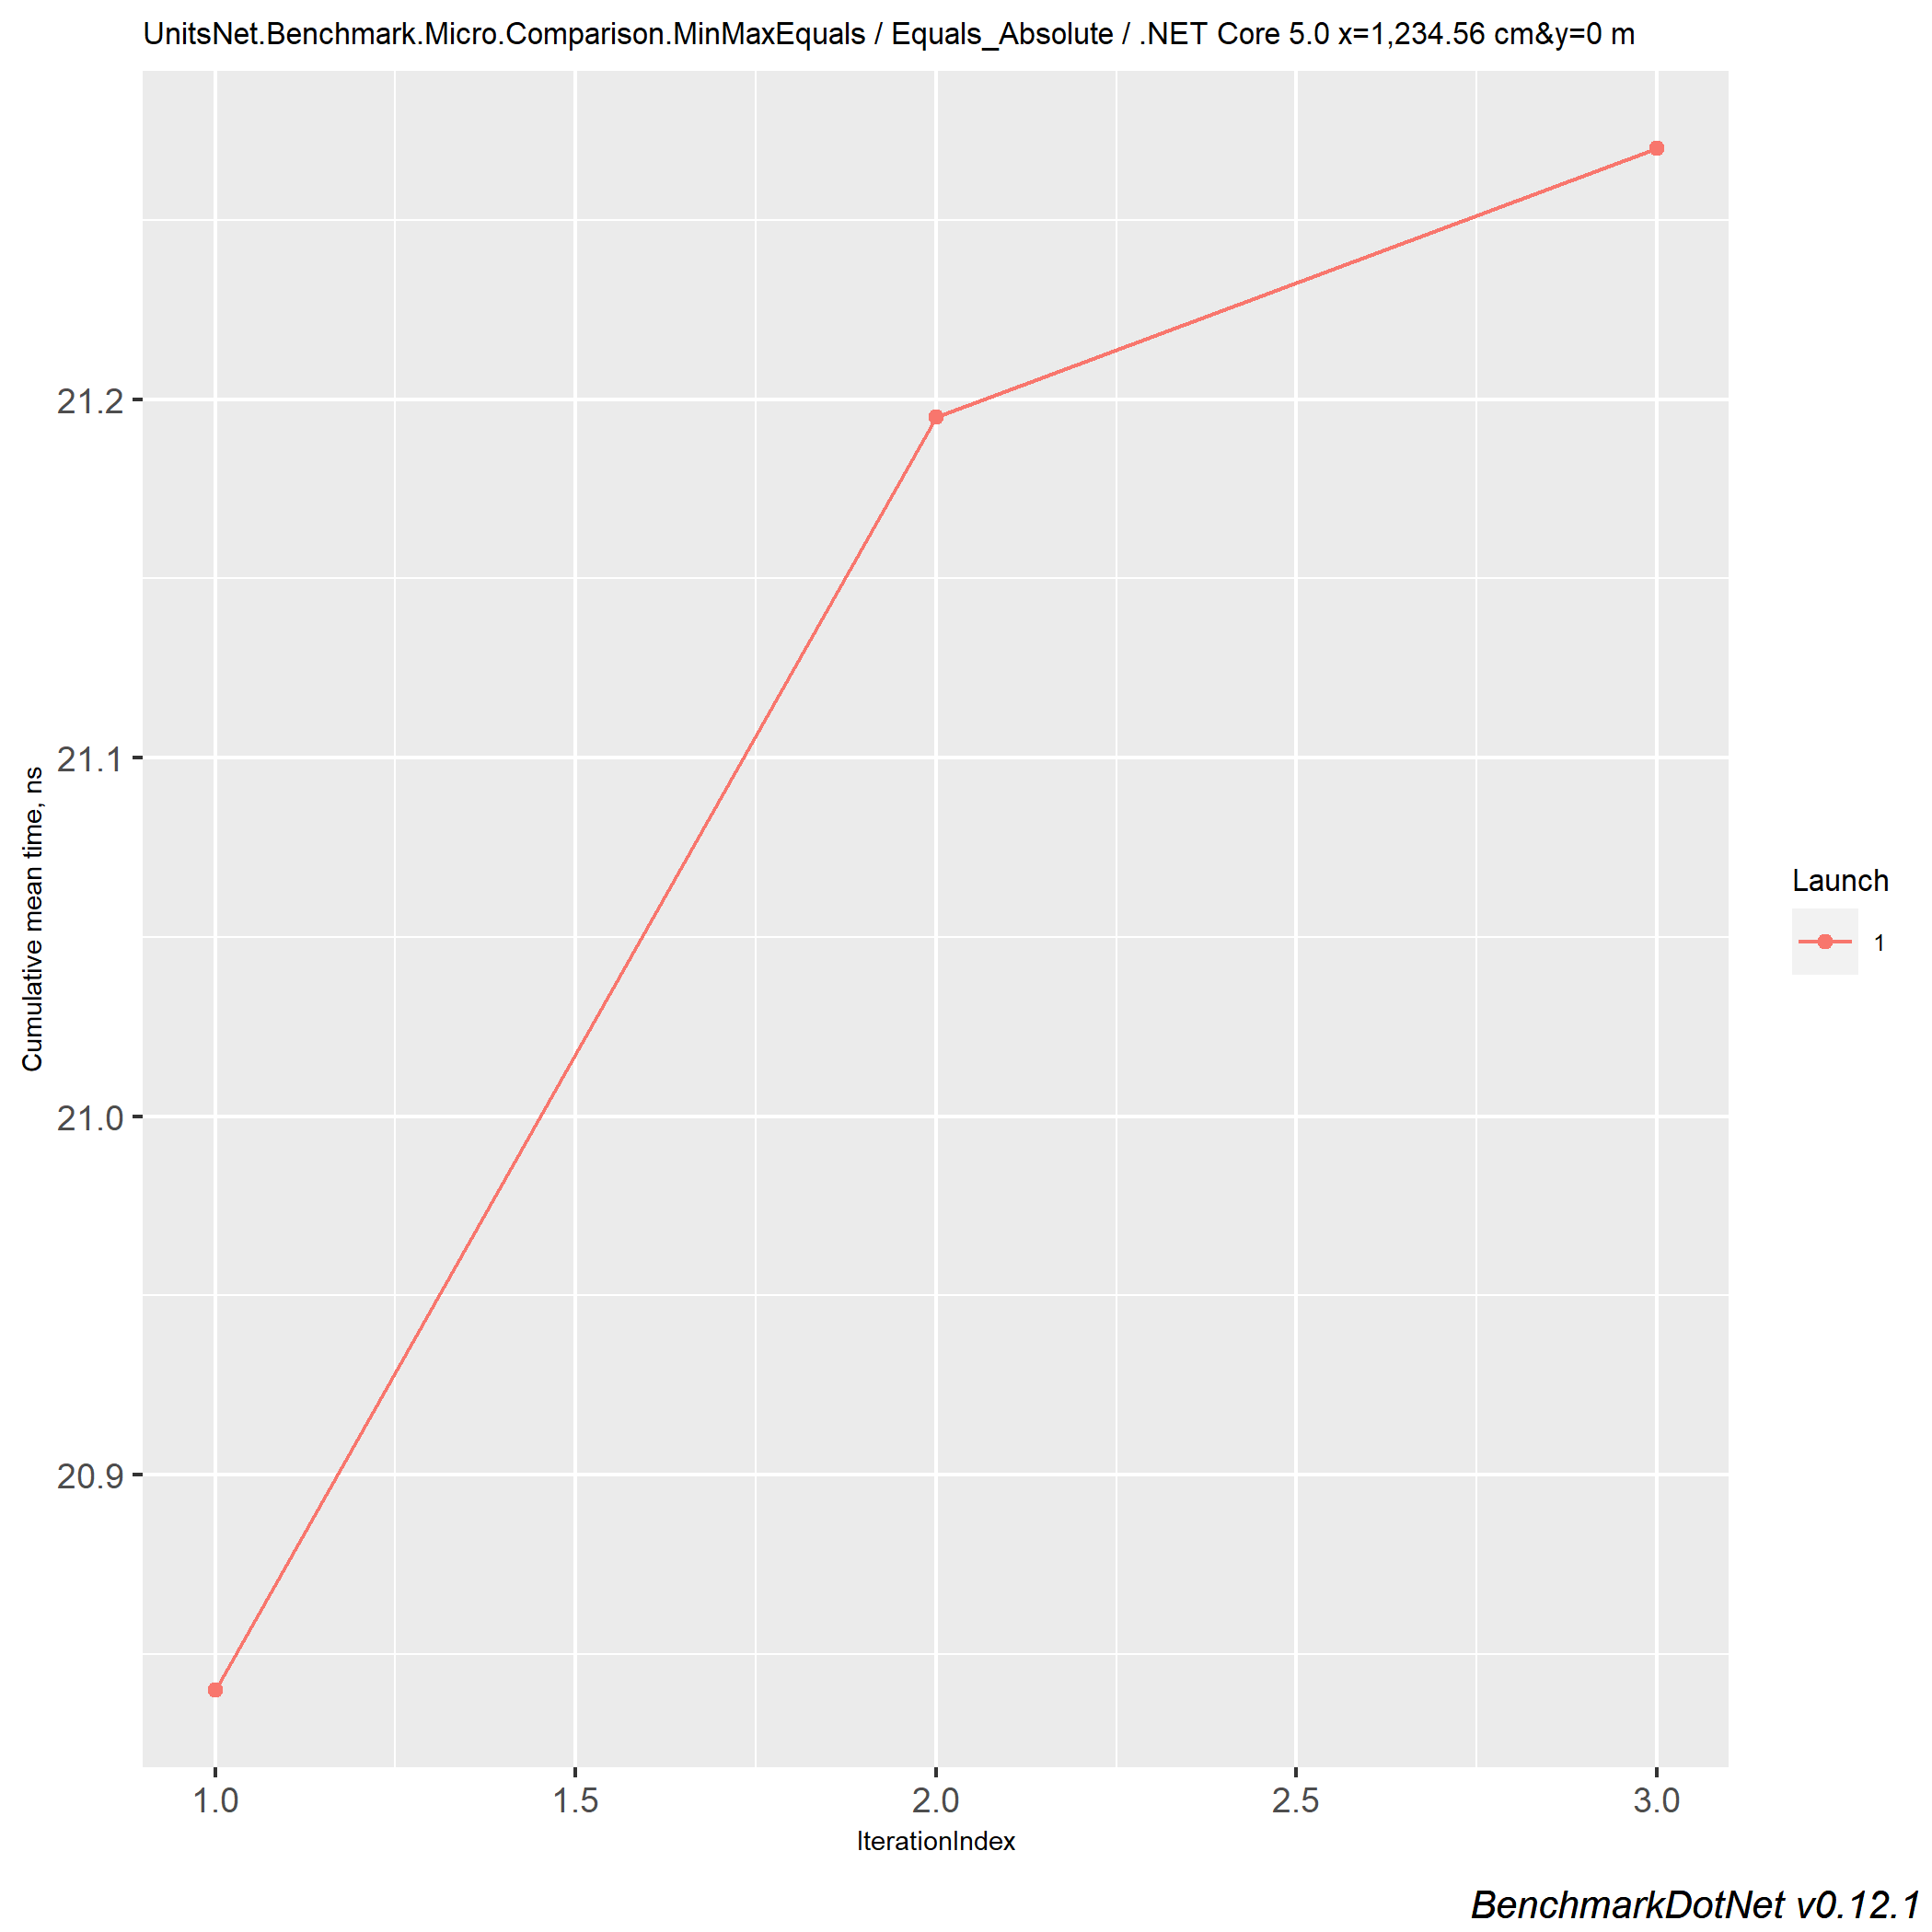 UnitsNet.Benchmark.Micro.Comparison.MinMaxEquals / Equals_Absolute / .NET Core 5.0 x=1,234.56 cm&y=0 m
21.2
21.1
21.0
20.9
Cumulative mean time, ns
1.0 1.5 2.0 2.5 3.0
IterationIndex
Launch
1
BenchmarkDotNet v0.12.1